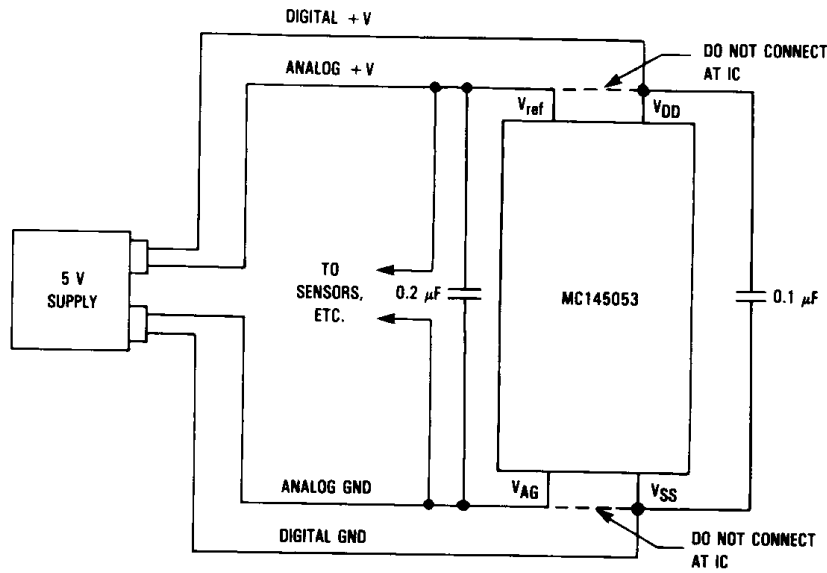 DIGITAL +V
DO NOT CONNECT
AT IC
ANALOG +V
Vref
VDD
5 V
SUPPLY
TO
SENSORS,
ETC.
0.2 μF
MC145053
0.1 μF
ANALOG GND
VAG
VSS
DIGITAL GND
DO NOT CONNECT
AT IC